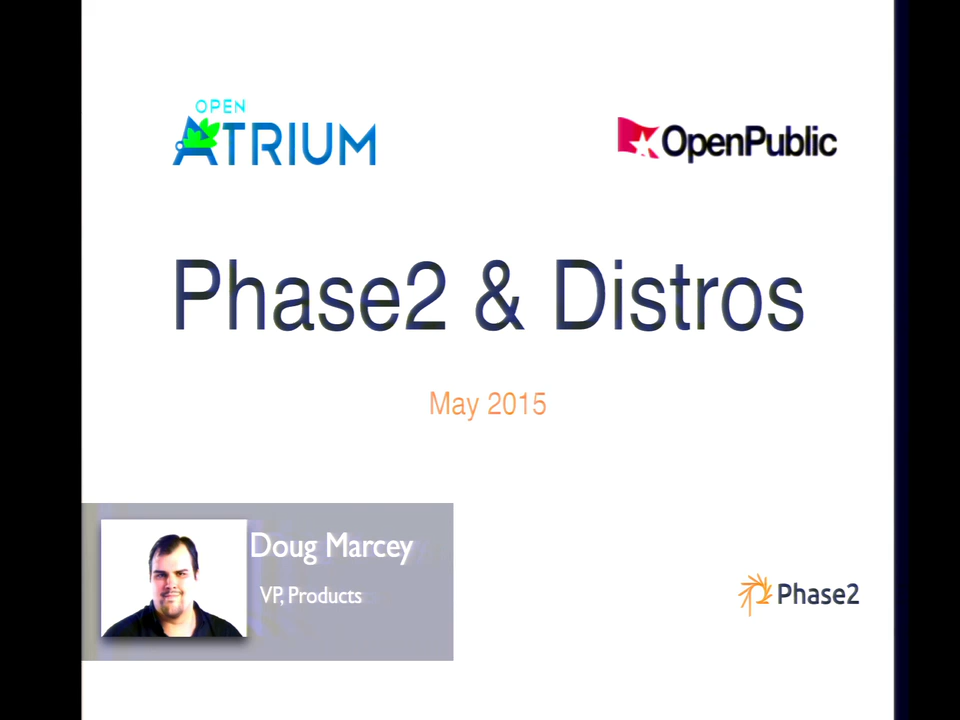 OPEN
ATRIUM
OpenPublic
Phase2 & Distros
May 2015
Doug Marcey
VP, Products
Phase2